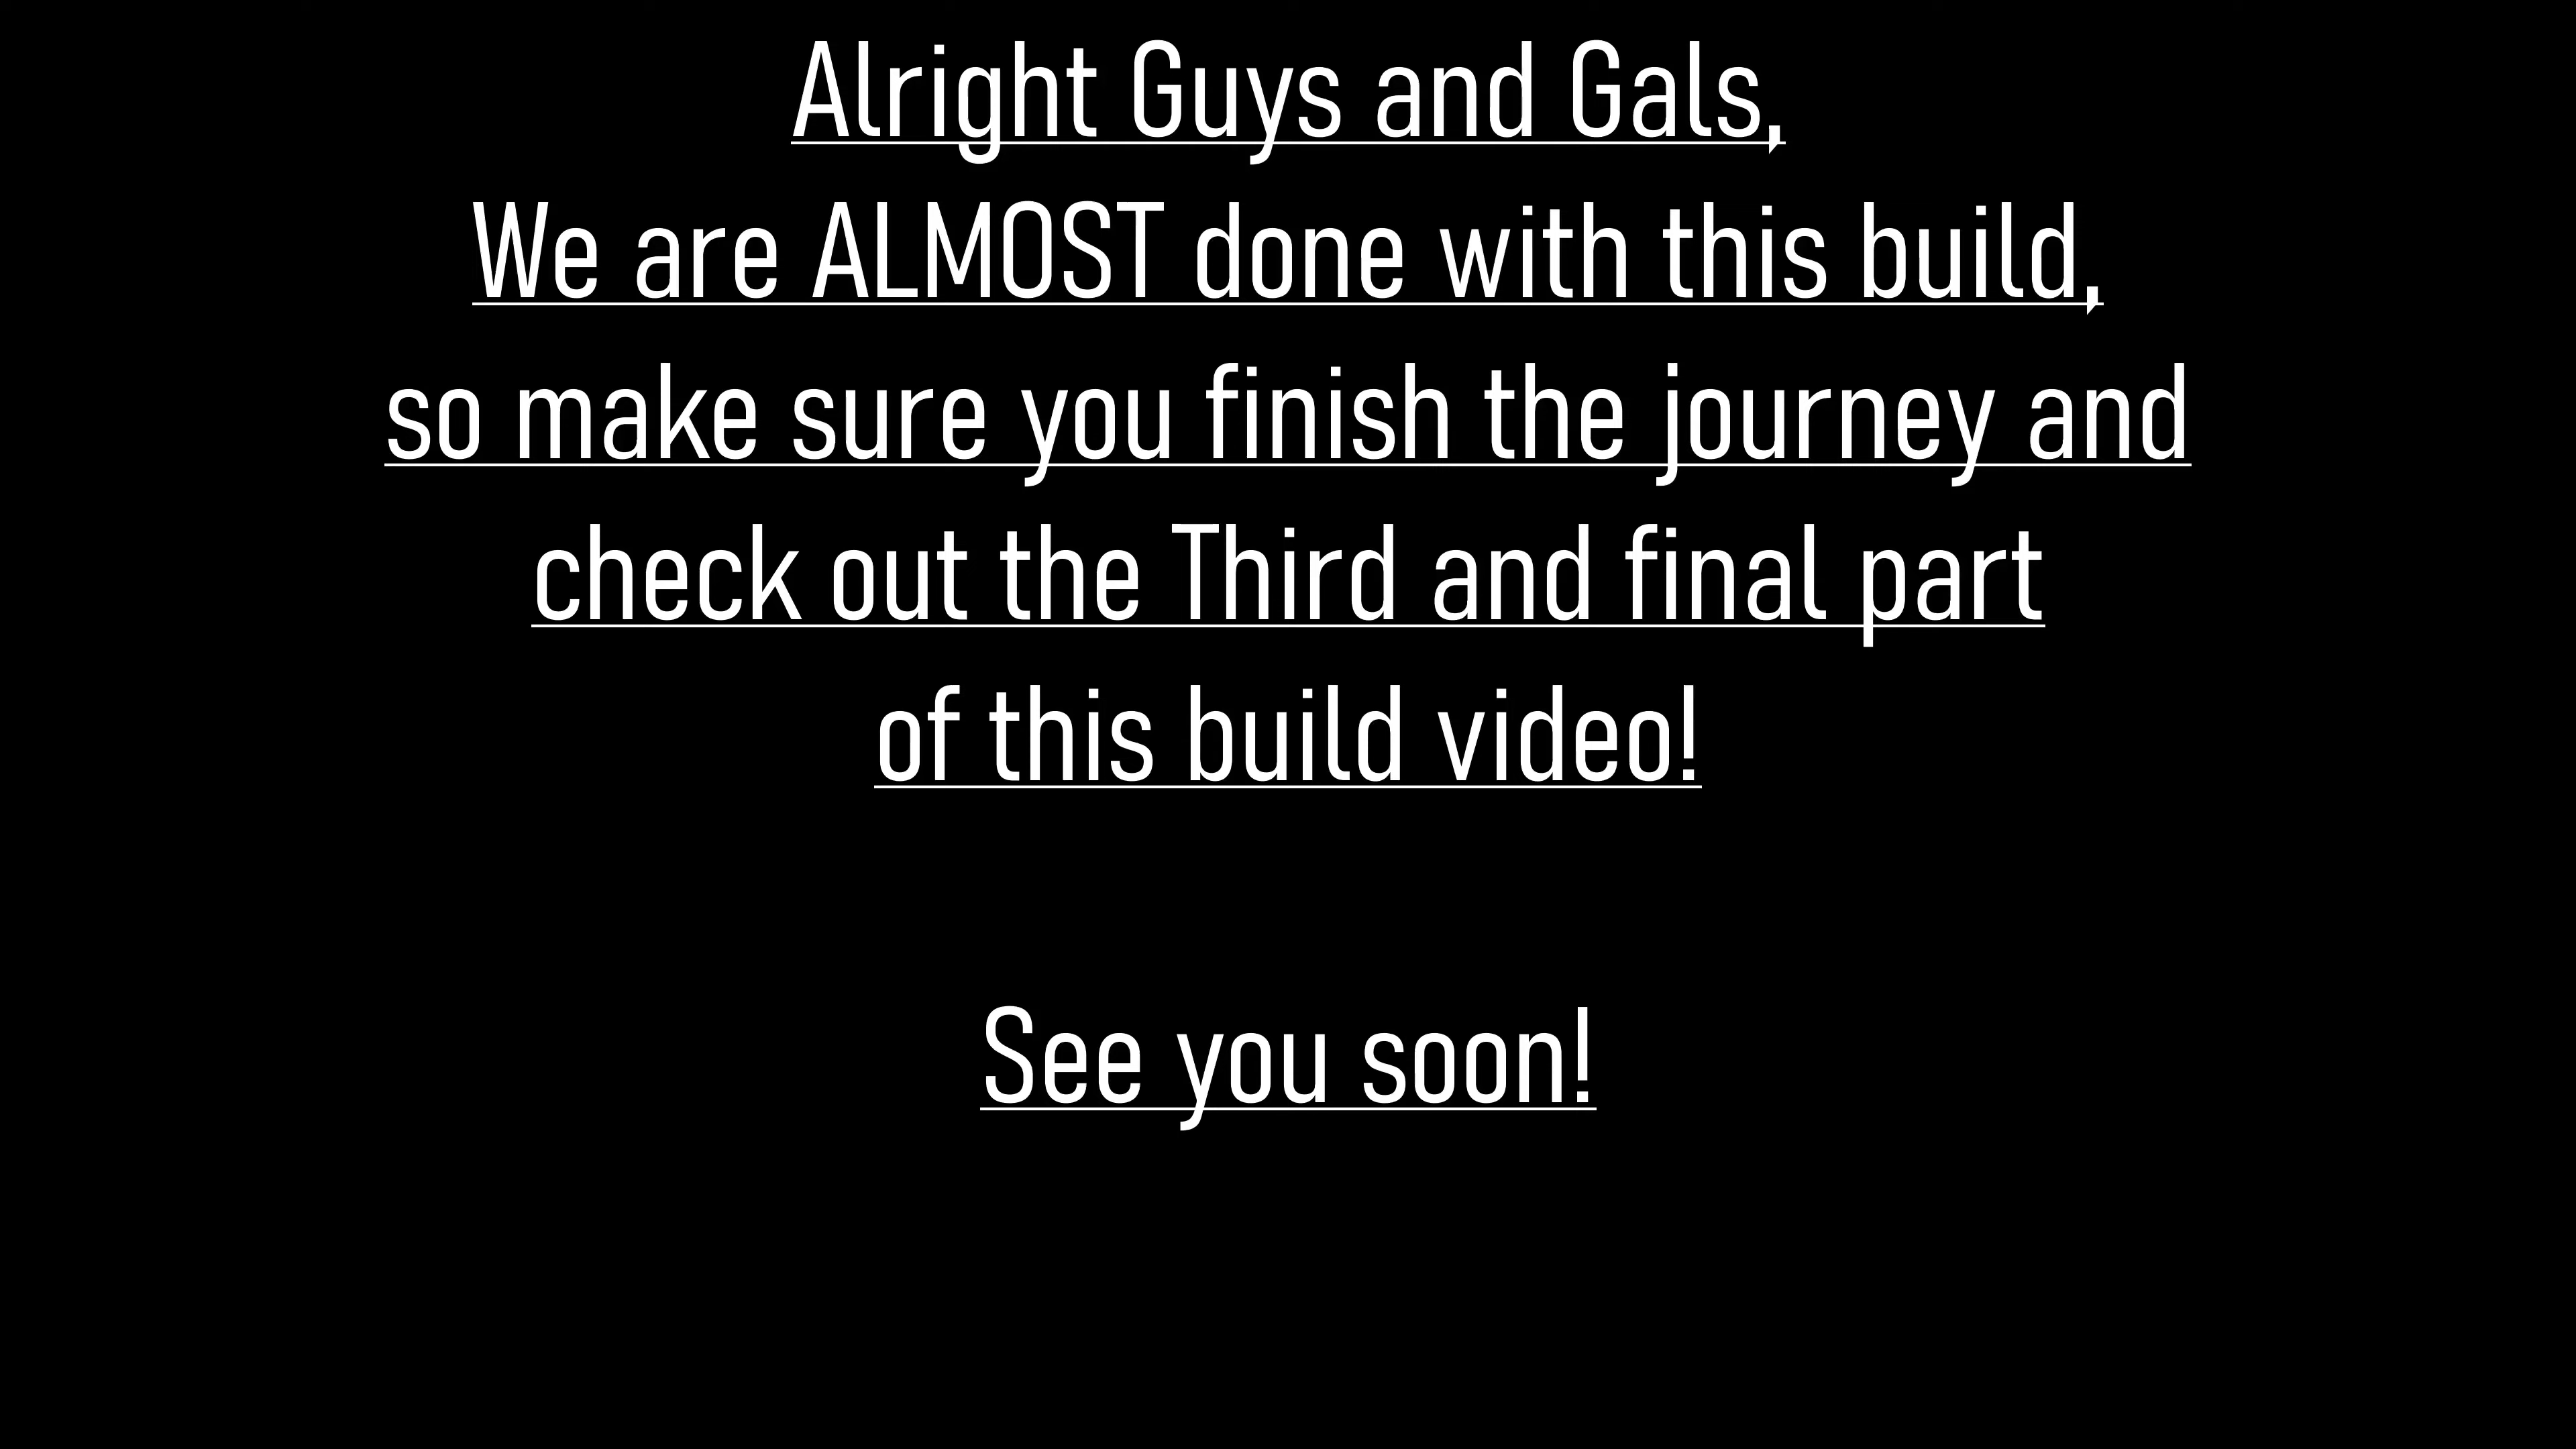 Alright Guys and Gals,
We are ALMOST done with this build,
so make sure you finish the journey and
check out the Third and final part
of this build video!
See you soon!